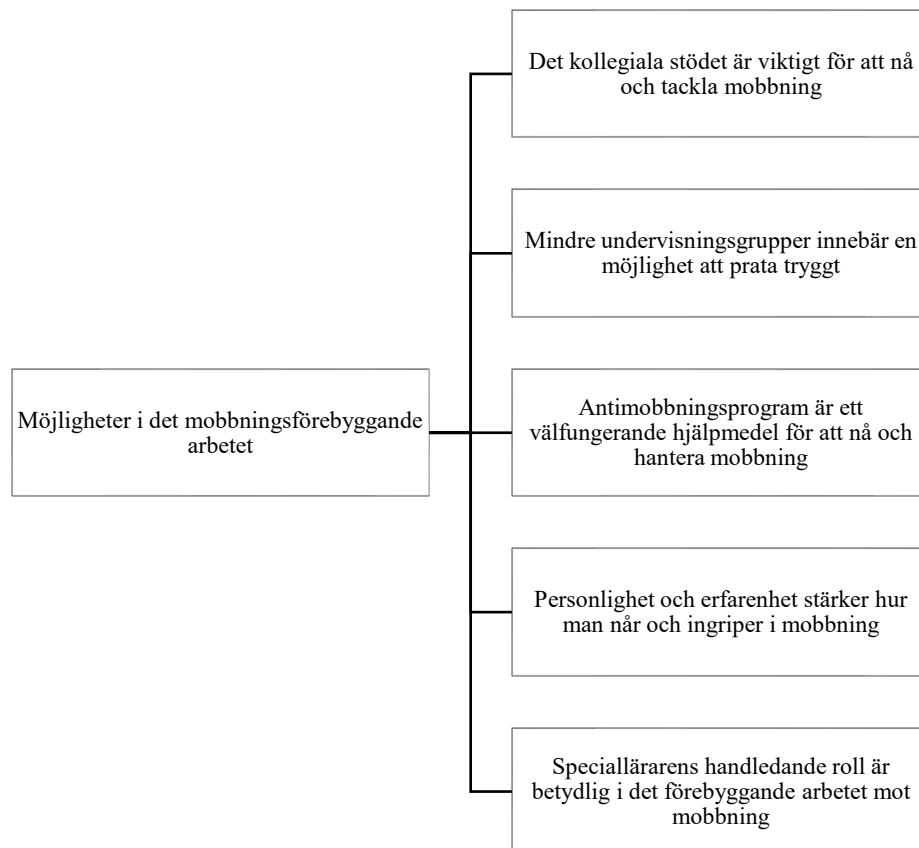 Det kollegiala stödet är viktigt för att nå
och tackla mobbning
Mindre undervisningsgrupper innebär en
möjlighet att prata tryggt
Möjligheter i det mobbningsförebyggande
arbetet
Antimobbningsprogram är ett
välfungerande hjälpmedel för att nå och
hantera mobbning
Personlighet och erfarenhet stärker hur
man når och ingriper i mobbning
Speciallärarens handledande roll är
betydlig i det förebyggande arbetet mot
mobbning